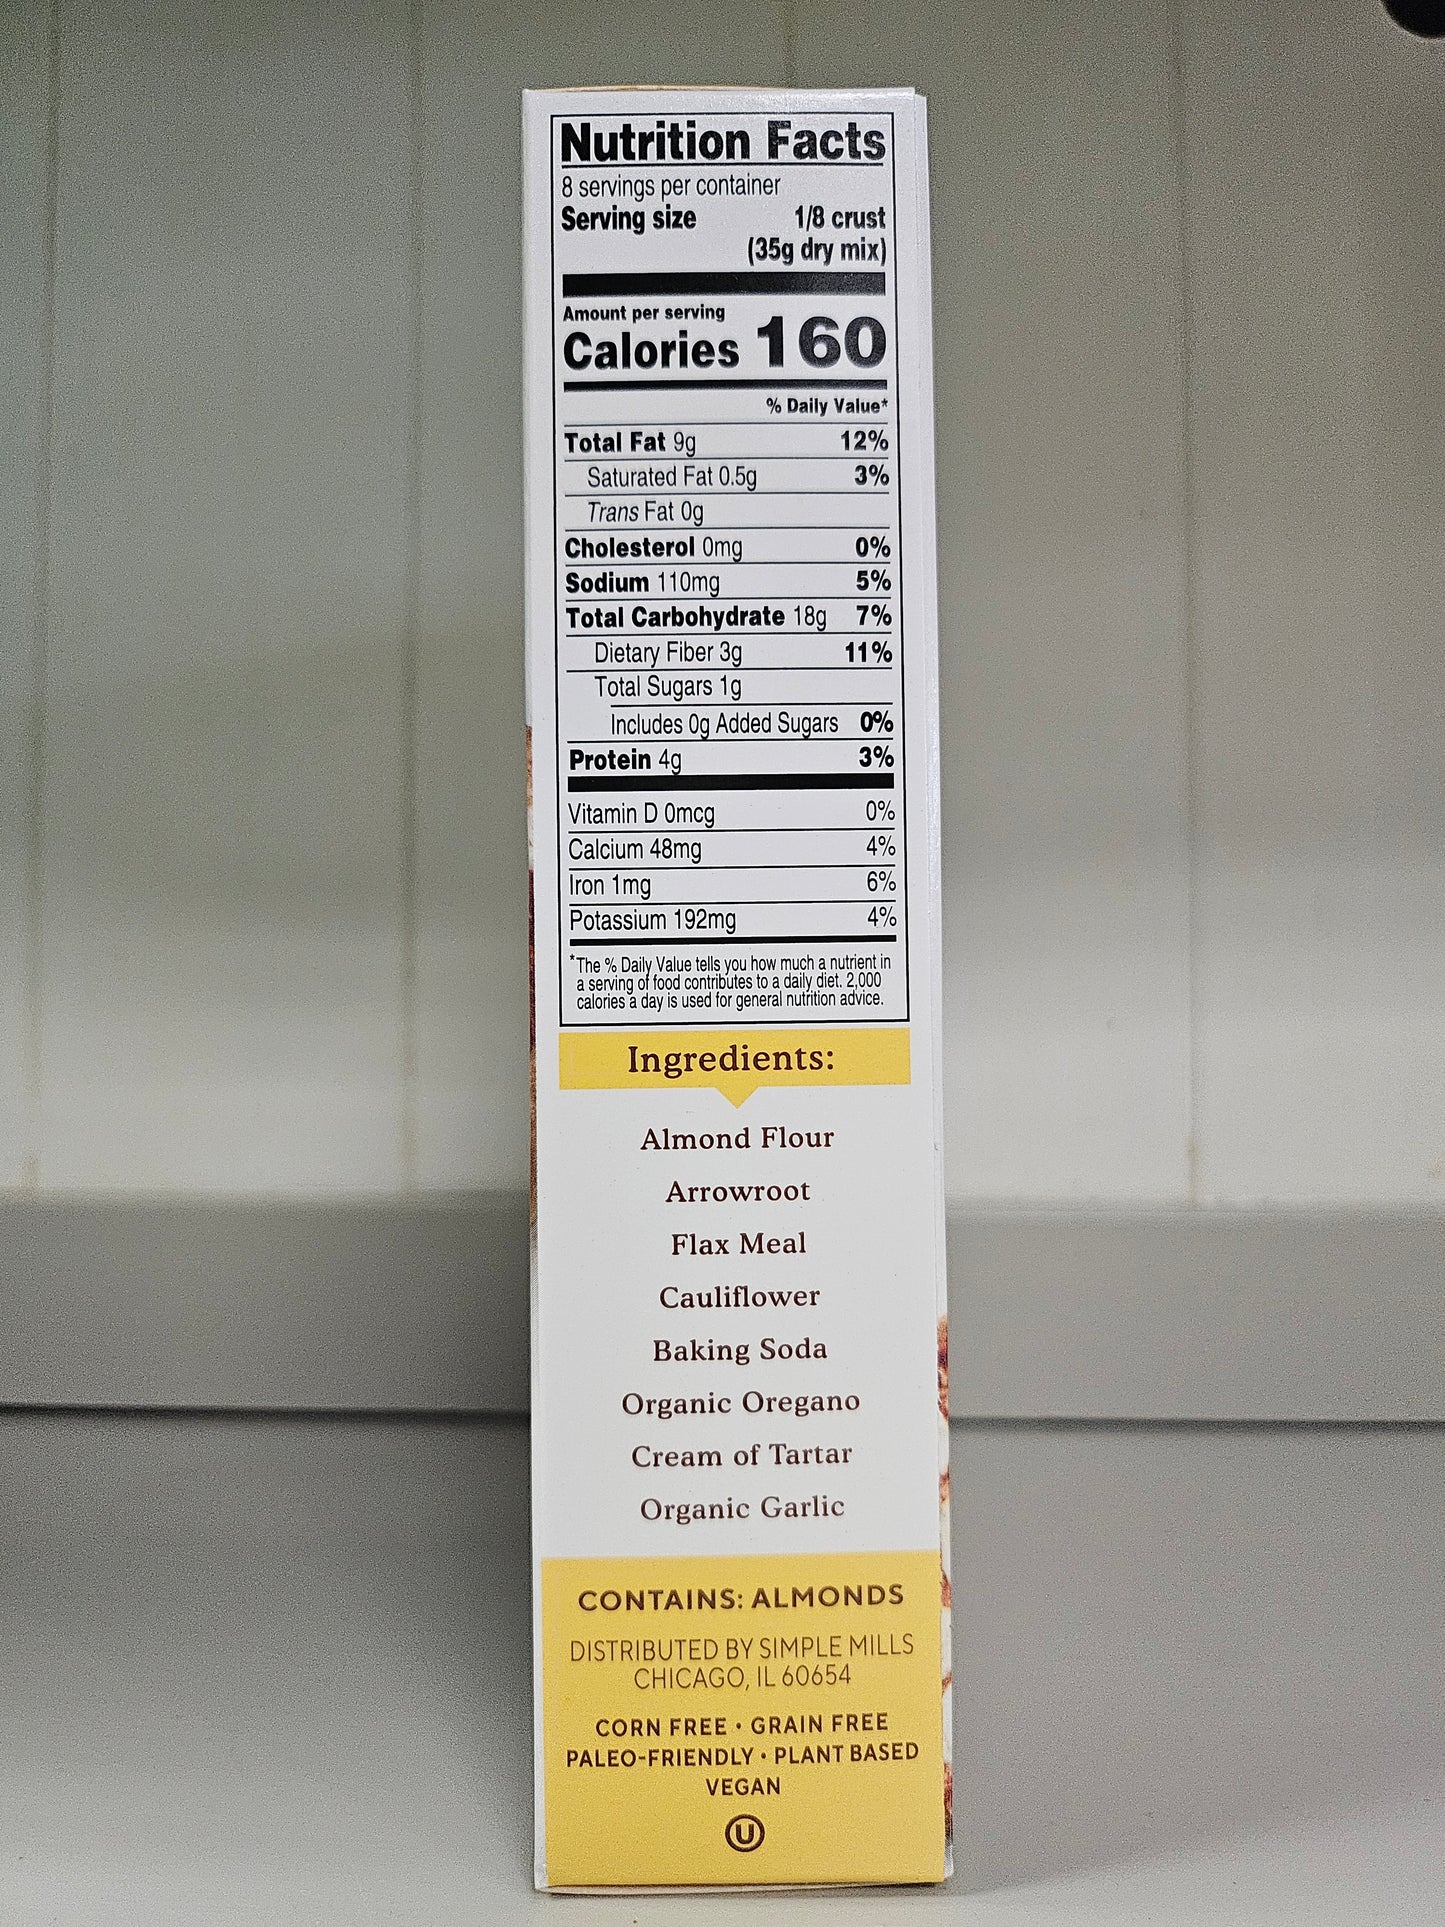 Nutrition Facts
8 servings per container
Serving size 1/8 crust
(35g dry mix)
Amount per serving
Calories 160
% Daily Value*
Total Fat 9g 12%
Saturated Fat 0.5g 3%
Trans Fat 0g
Cholesterol 0mg 0%
Sodium 110mg 5%
Total Carbohydrate 18g 7%
Dietary Fiber 3g 11%
Total Sugars 1g
Includes 0g Added Sugars 0%
Protein 4g 3%
Vitamin D 0mcg 0%
Calcium 48mg 4%
Iron 1mg 6%
Potassium 192mg 4%
*The % Daily Value tells you how much a nutrient in
a serving of food contributes to a daily diet. 2,000
calories a day is used for general nutrition advice.
Ingredients:
Almond Flour
Arrowroot
Flax Meal
Cauliflower
Baking Soda
Organic Oregano
Cream of Tartar
Organic Garlic
CONTAINS: ALMONDS
DISTRIBUTED BY SIMPLE MILLS
CHICAGO, IL 60654
CORN FREE • GRAIN FREE
PALEO-FRIENDLY • PLANT BASED
VEGAN
U